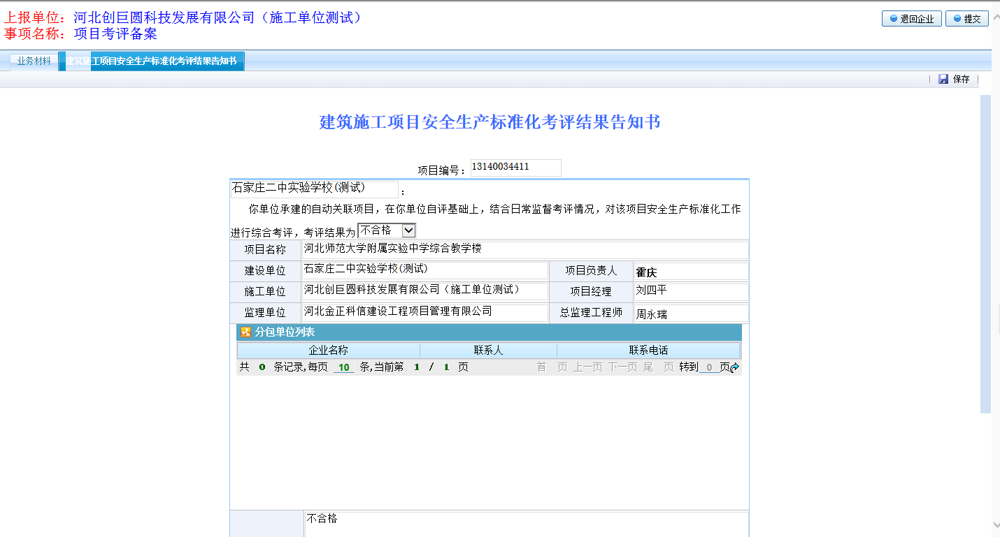 上报单位：河北创巨圆科技发展有限公司（施工单位测试）
退回企业 提交
事项名称：项目考评备案
业务材料 建筑施工项目安全生产标准化考评结果告知书
保存
建筑施工项目安全生产标准化考评结果告知书
项目编号：13140034411
石家庄二中实验学校(测试)：
你单位承建的自动关联项目，在你单位自评基础上，结合日常监督考评情况，对该项目安全生产标准化工作
进行综合考评，考评结果为 不合格
项目名称 河北师范大学附属实验中学综合教学楼
建设单位 石家庄二中实验学校(测试) 项目负责人 霍庆
施工单位 河北创巨圆科技发展有限公司（施工单位测试） 项目经理 刘四平
监理单位 河北金正科信建设工程项目管理有限公司 总监理工程师 周永瑞
分包单位列表
企业名称 联系人 联系电话
共 0 条记录,每页 10 条,当前第 1 / 1 页 首 页 上一页 下一页 尾 页 转到 0 页
不合格